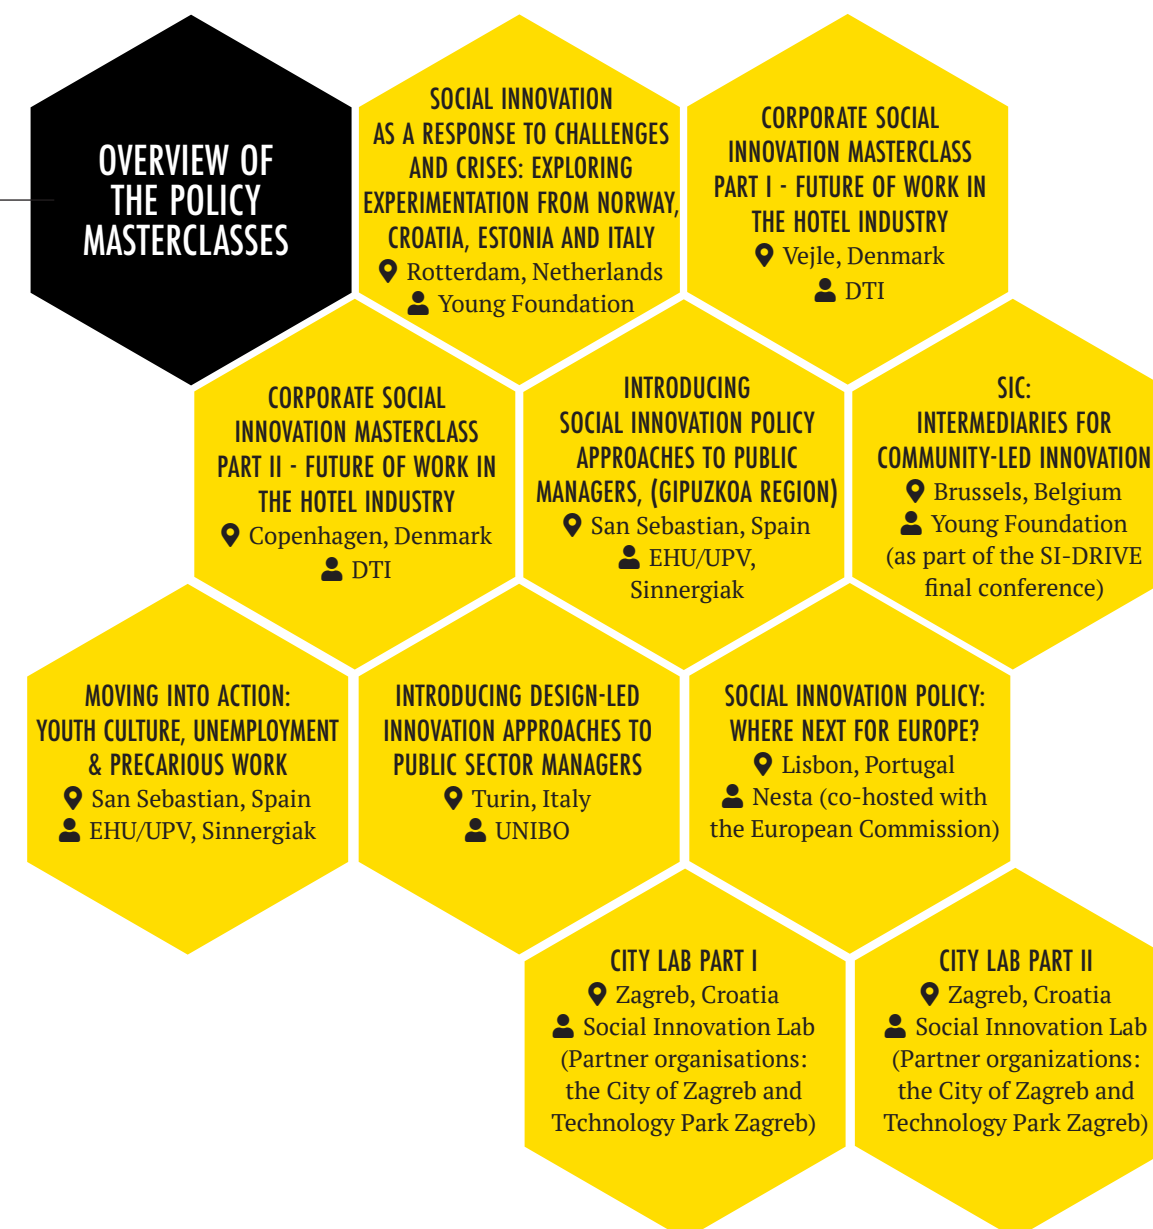 OVERVIEW OF
THE POLICY
MASTERCLASSES
SOCIAL INNOVATION
AS A RESPONSE TO CHALLENGES
AND CRISES: EXPLORING
EXPERIMENTATION FROM NORWAY,
CROATIA, ESTONIA AND ITALY
Rotterdam, Netherlands
Young Foundation
CORPORATE SOCIAL
INNOVATION MASTERCLASS
PART I - FUTURE OF WORK IN
THE HOTEL INDUSTRY
Vejle, Denmark
DTI
CORPORATE SOCIAL
INNOVATION MASTERCLASS
PART II - FUTURE OF WORK IN
THE HOTEL INDUSTRY
Copenhagen, Denmark
DTI
INTRODUCING
SOCIAL INNOVATION POLICY
APPROACHES TO PUBLIC
MANAGERS, (GIPUZKOA REGION)
San Sebastian, Spain
EHU/UPV,
Sinnergiak
SIC:
INTERMEDIARIES FOR
COMMUNITY-LED INNOVATION
Brussels, Belgium
Young Foundation
(as part of the SI-DRIVE
final conference)
MOVING INTO ACTION:
YOUTH CULTURE, UNEMPLOYMENT
& PRECARIOUS WORK
San Sebastian, Spain
EHU/UPV, Sinnergiak
INTRODUCING DESIGN-LED
INNOVATION APPROACHES TO
PUBLIC SECTOR MANAGERS
Turin, Italy
UNIBO
SOCIAL INNOVATION POLICY:
WHERE NEXT FOR EUROPE?
Lisbon, Portugal
Nesta (co-hosted with
the European Commission)
CITY LAB PART I
Zagreb, Croatia
Social Innovation Lab
(Partner organisations:
the City of Zagreb and
Technology Park Zagreb)
CITY LAB PART II
Zagreb, Croatia
Social Innovation Lab
(Partner organizations:
the City of Zagreb and
Technology Park Zagreb)